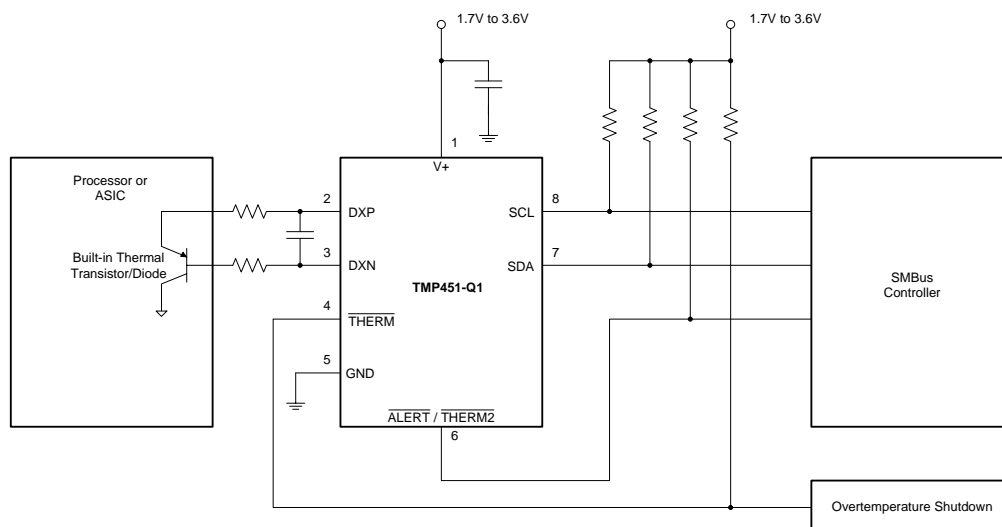 1.7V to 3.6V
1.7V to 3.6V
1
V+
Processor or
ASIC
Built-in Thermal
Transistor/Diode
2
DXP
3
DXN
4
THERM
5
GND
TMP451-Q1
SCL
8
SDA
7
ALERT / THERM2
6
SMBus
Controller
Overtemperature Shutdown